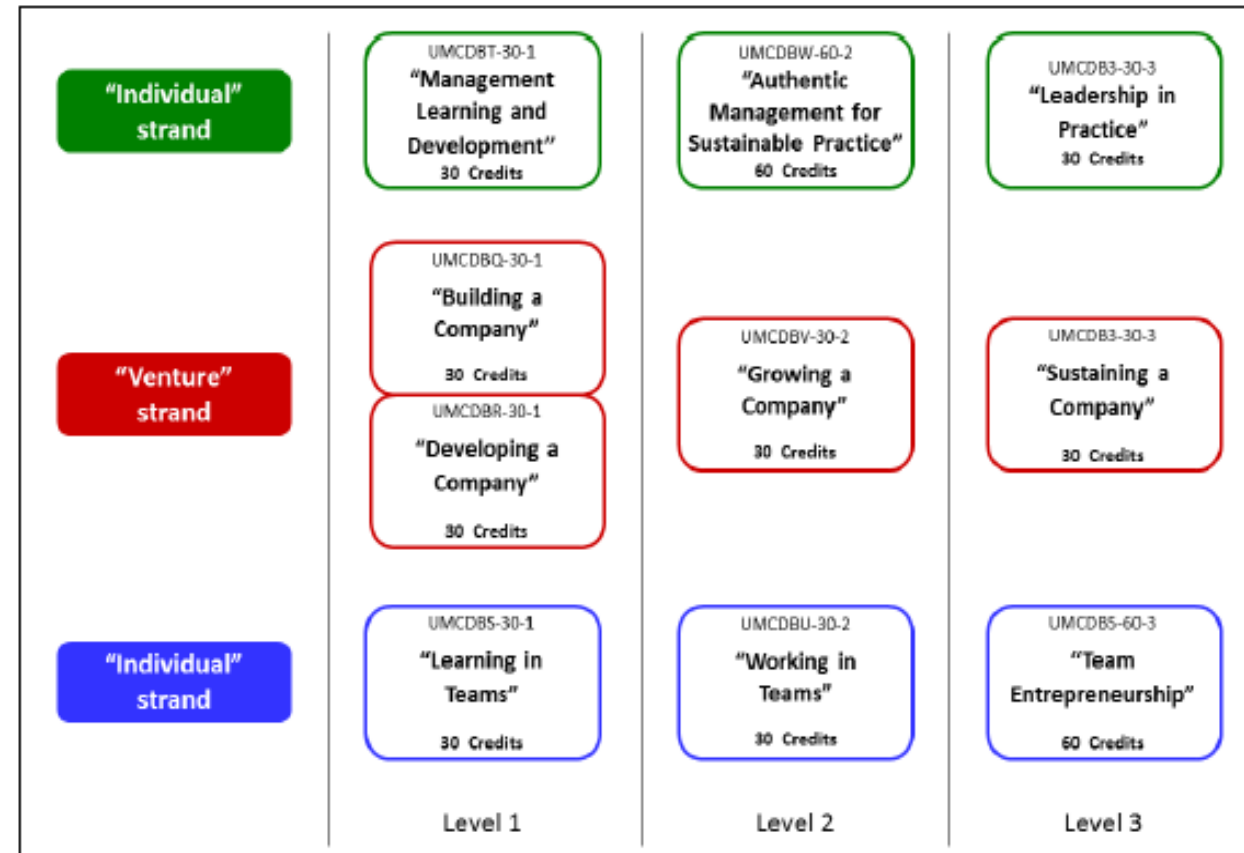 "Individual"
strand
UMCDBT-30-1
"Management
Learning and
Development"
30 Credits
UMCDBW-60-2
"Authentic
Management for
Sustainable Practice"
60 Credits
UMCDB3-30-3
"Leadership in
Practice"
30 Credits
"Venture"
strand
UMCDBQ-30-1
"Building a
Company"
30 Credits
UMCDBR-30-1
"Developing a
Company"
30 Credits
UMCDBV-30-2
"Growing a
Company"
30 Credits
UMCDB3-30-3
"Sustaining a
Company"
30 Credits
"Individual"
strand
UMCDBS-30-1
"Learning in
Teams"
30 Credits
UMCDBU-30-2
"Working in
Teams"
30 Credits
UMCDBS-60-3
"Team
Entrepreneurship"
60 Credits
Level 1
Level 2
Level 3